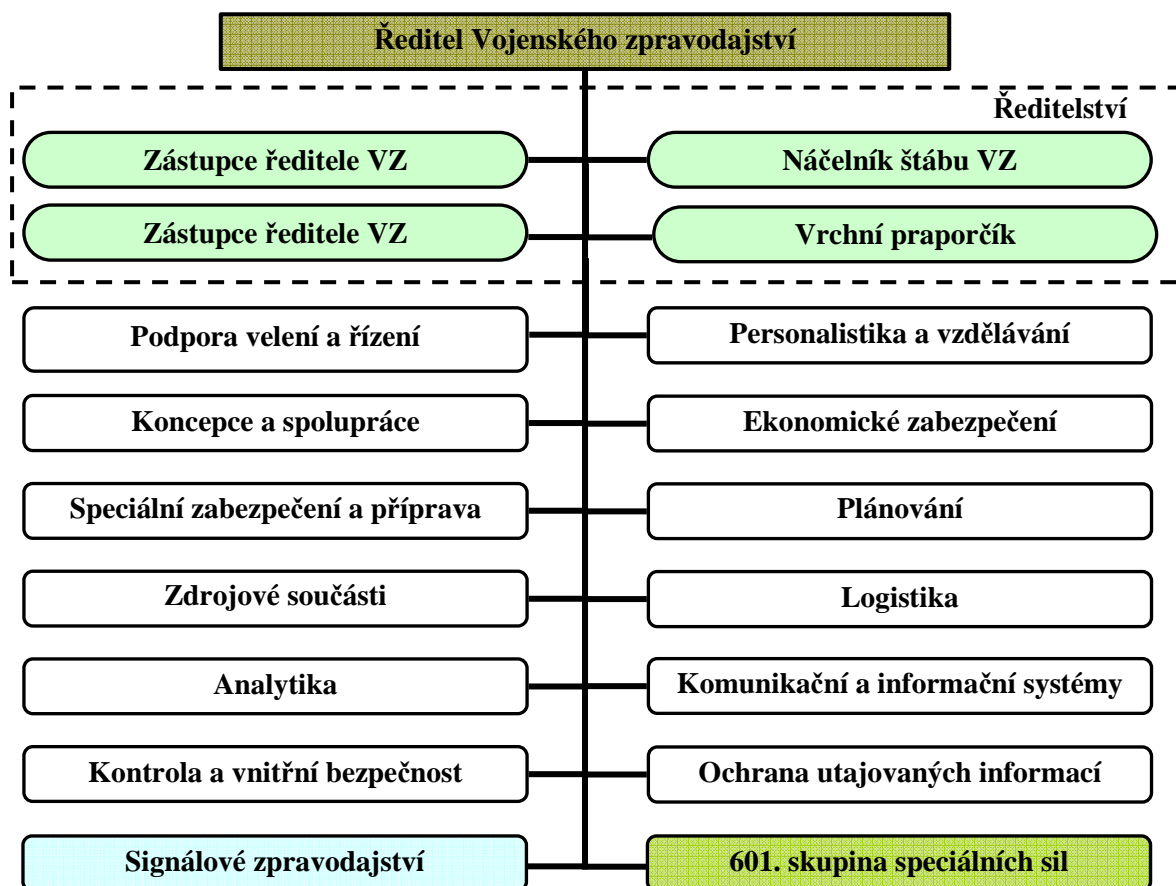 Ředitel Vojenského zpravodajství
Ředitelství
Zástupce ředitele VZ
Náčelník štábu VZ
Zástupce ředitele VZ
Vrchní praporčík
Podpora velení a řízení
Personalistika a vzdělávání
Koncepce a spolupráce
Ekonomické zabezpečení
Speciální zabezpečení a příprava
Plánování
Zdrojové součásti
Logistika
Analytika
Komunikační a informační systémy
Kontrola a vnitřní bezpečnost
Ochrana utajovaných informací
Signálové zpravodajství
601. skupina speciálních sil